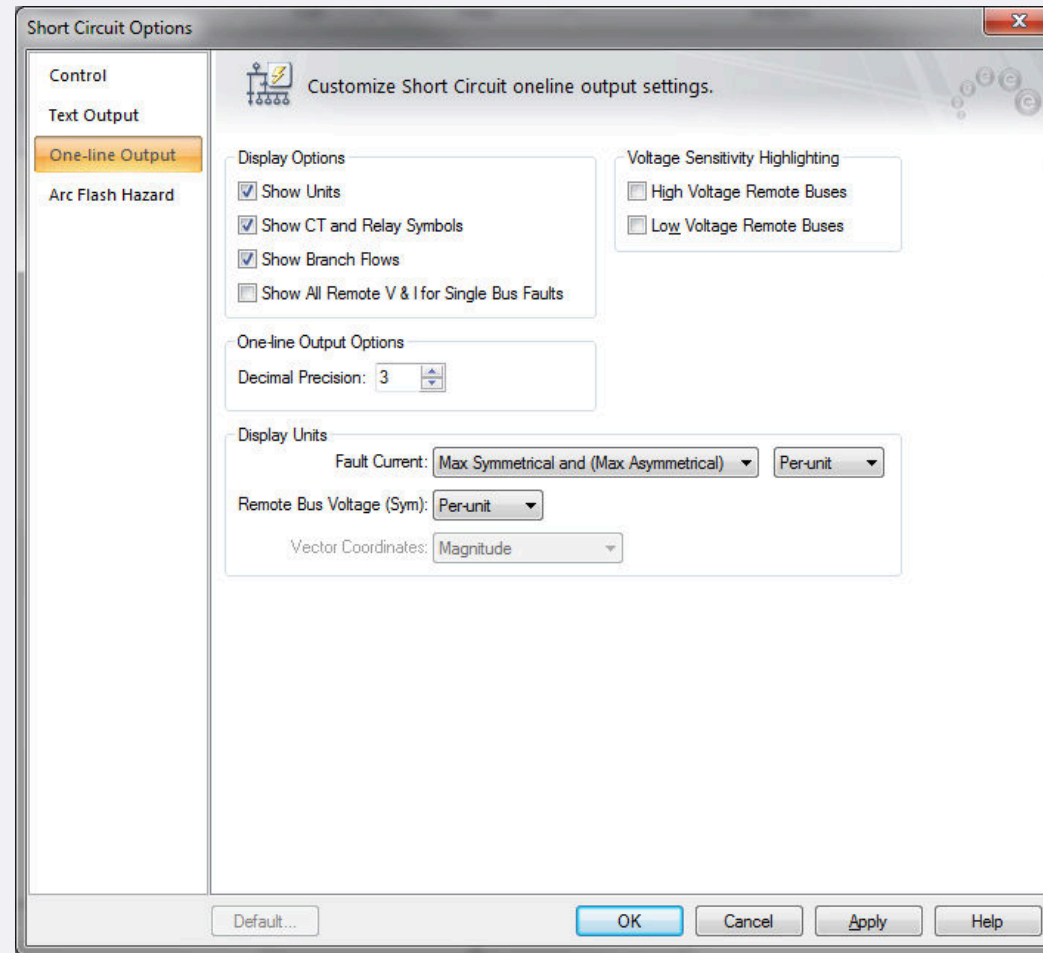 Short Circuit Options
Control
Text Output
One-line Output
Arc Flash Hazard
Customize Short Circuit oneline output settings.
Display Options
Show Units
Show CT and Relay Symbols
Show Branch Flows
Show All Remote V & I for Single Bus Faults
Voltage Sensitivity Highlighting
High Voltage Remote Buses
Low Voltage Remote Buses
One-line Output Options
Decimal Precision: 3
Display Units
Fault Current: Max Symmetrical and (Max Asymmetrical) Per-unit
Remote Bus Voltage (Sym): Per-unit
Vector Coordinates: Magnitude
Default... OK Cancel Apply Help